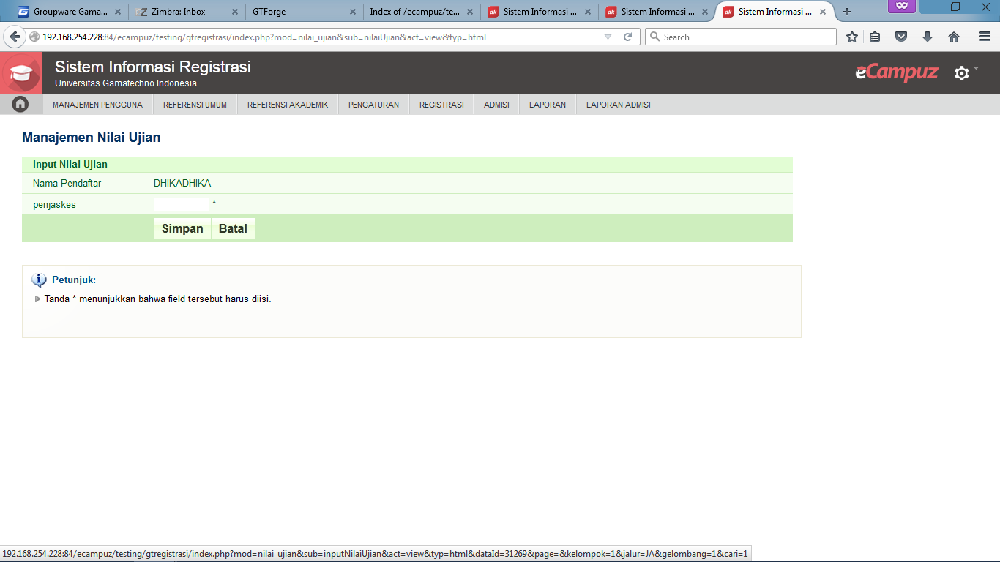 Groupware Gama...
Zimbra: Inbox
GTForge
Index of /ecampuz/te...
ak Sistem Informasi ...
ak Sistem Informasi ...
ak Sistem Informasi ...
192.168.254.228:84/ecampuz/testing/gtregistrasi/index.php?mod=nilai_ujian&sub=nilaiUjian&act=view&typ=html
Search
Sistem Informasi Registrasi
Universitas Gamatechno Indonesia
eCampuz
MANAJEMEN PENGGUNA
REFERENSI UMUM
REFERENSI AKADEMIK
PENGATURAN
REGISTRASI
ADMISI
LAPORAN
LAPORAN ADMISI
Manajemen Nilai Ujian
Input Nilai Ujian
Nama Pendaftar DHIKADHIKA
penjaskes *
Simpan Batal
Petunjuk:
Tanda * menunjukkan bahwa field tersebut harus diisi.
192.168.254.228:84/ecampuz/testing/gtregistrasi/index.php?mod=nilai_ujian&sub=inputNilaiUjian&act=view&typ=html&dataId=31269&page=&kelompok=1&jalur=JA&gelombang=1&cari=1